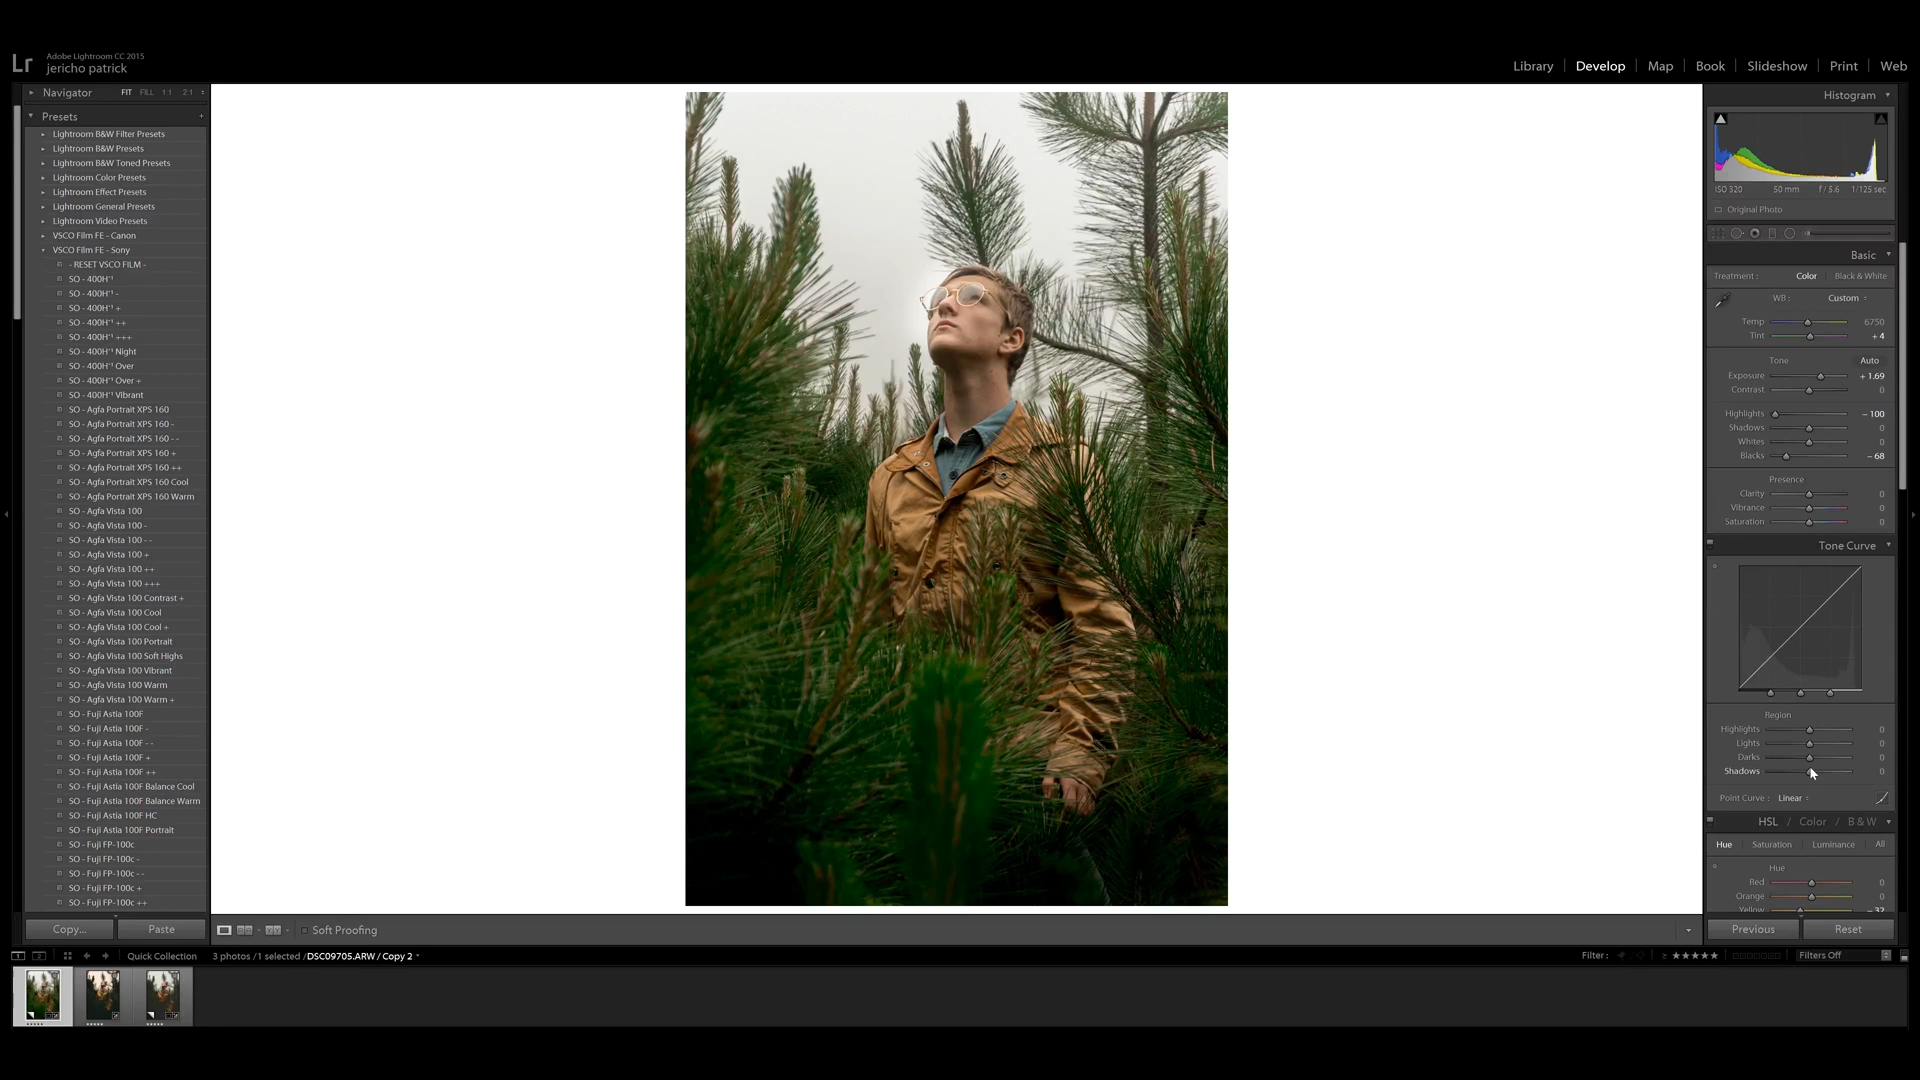 Adobe Lightroom CC 2015
jericho patrick
Library | Develop | Map | Book | Slideshow | Print | Web
Navigator FIT FILL 1:1 2:1
Presets +
Lightroom B&W Filter Presets
Lightroom B&W Presets
Lightroom B&W Toned Presets
Lightroom Color Presets
Lightroom Effect Presets
Lightroom General Presets
Lightroom Video Presets
VSCO Film FE - Canon
VSCO Film FE - Sony
- RESET VSCO FILM -
SO - 400H⁺¹
SO - 400H⁺¹ -
SO - 400H⁺¹ +
SO - 400H⁺¹ ++
SO - 400H⁺¹ +++
SO - 400H⁺¹ Night
SO - 400H⁺¹ Over
SO - 400H⁺¹ Over +
SO - 400H⁺¹ Vibrant
SO - Agfa Portrait XPS 160
SO - Agfa Portrait XPS 160 -
SO - Agfa Portrait XPS 160 - -
SO - Agfa Portrait XPS 160 +
SO - Agfa Portrait XPS 160 ++
SO - Agfa Portrait XPS 160 Cool
SO - Agfa Portrait XPS 160 Warm
SO - Agfa Vista 100
SO - Agfa Vista 100 -
SO - Agfa Vista 100 - -
SO - Agfa Vista 100 +
SO - Agfa Vista 100 ++
SO - Agfa Vista 100 +++
SO - Agfa Vista 100 Contrast +
SO - Agfa Vista 100 Cool
SO - Agfa Vista 100 Cool +
SO - Agfa Vista 100 Portrait
SO - Agfa Vista 100 Soft Highs
SO - Agfa Vista 100 Vibrant
SO - Agfa Vista 100 Warm
SO - Agfa Vista 100 Warm +
SO - Fuji Astia 100F
SO - Fuji Astia 100F -
SO - Fuji Astia 100F - -
SO - Fuji Astia 100F +
SO - Fuji Astia 100F ++
SO - Fuji Astia 100F Balance Cool
SO - Fuji Astia 100F Balance Warm
SO - Fuji Astia 100F HC
SO - Fuji Astia 100F Portrait
SO - Fuji FP-100c
SO - Fuji FP-100c -
SO - Fuji FP-100c - -
SO - Fuji FP-100c +
SO - Fuji FP-100c ++
Copy... Paste
Soft Proofing
Histogram
ISO 320 50 mm f / 5.6 1/125 sec
Original Photo
Basic
Treatment : Color Black & White
WB : Custom
Temp 6750
Tint + 4
Tone Auto
Exposure + 1.69
Contrast 0
Highlights - 100
Shadows 0
Whites 0
Blacks - 68
Presence
Clarity 0
Vibrance 0
Saturation 0
Tone Curve
Region
Highlights 0
Lights 0
Darks 0
Shadows 0
Point Curve : Linear
HSL / Color / B & W
Hue Saturation Luminance All
Hue
Red 0
Orange 0
Yellow - 32
Previous Reset
1 2 Quick Collection 3 photos / 1 selected / DSC09705.ARW / Copy 2 Filter : ≥ ★★★★★ Filters Off
Lr